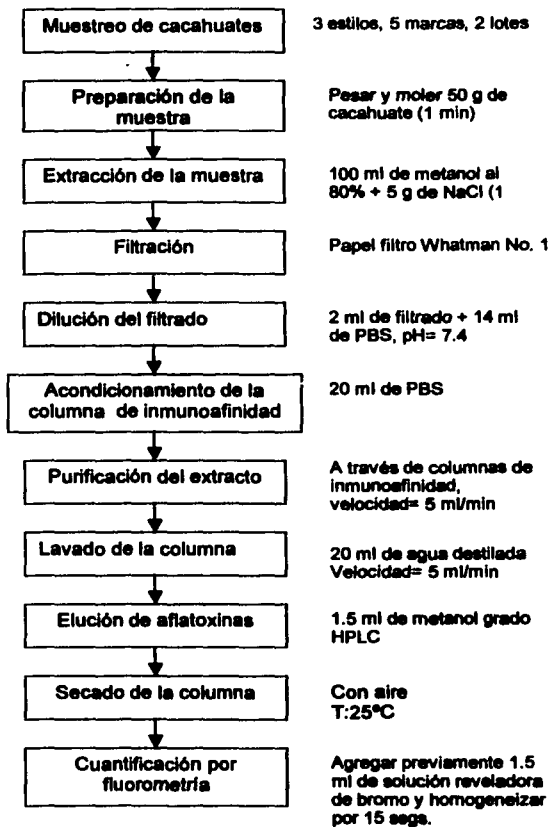 Muestreo de cacahuates
3 estilos, 5 marcas, 2 lotes
Preparación de la
muestra
Pesar y moler 50 g de
cacahuate (1 min)
Extracción de la muestra
100 ml de metanol al
80% + 5 g de NaCl (1
Filtración
Papel filtro Whatman No. 1
Dilución del filtrado
2 ml de filtrado + 14 ml
de PBS, pH= 7.4
Acondicionamiento de la
columna de inmunoafinidad
20 ml de PBS
Purificación del extracto
A través de columnas de
inmunoafinidad,
velocidad= 5 ml/min
Lavado de la columna
20 ml de agua destilada
Velocidad= 5 ml/min
Elución de aflatoxinas
1.5 ml de metanol grado
HPLC
Secado de la columna
Con aire
T:25ºC
Cuantificación por
fluorometría
Agregar previamente 1.5
ml de solución reveladora
de bromo y homogeneizar
por 15 segs.